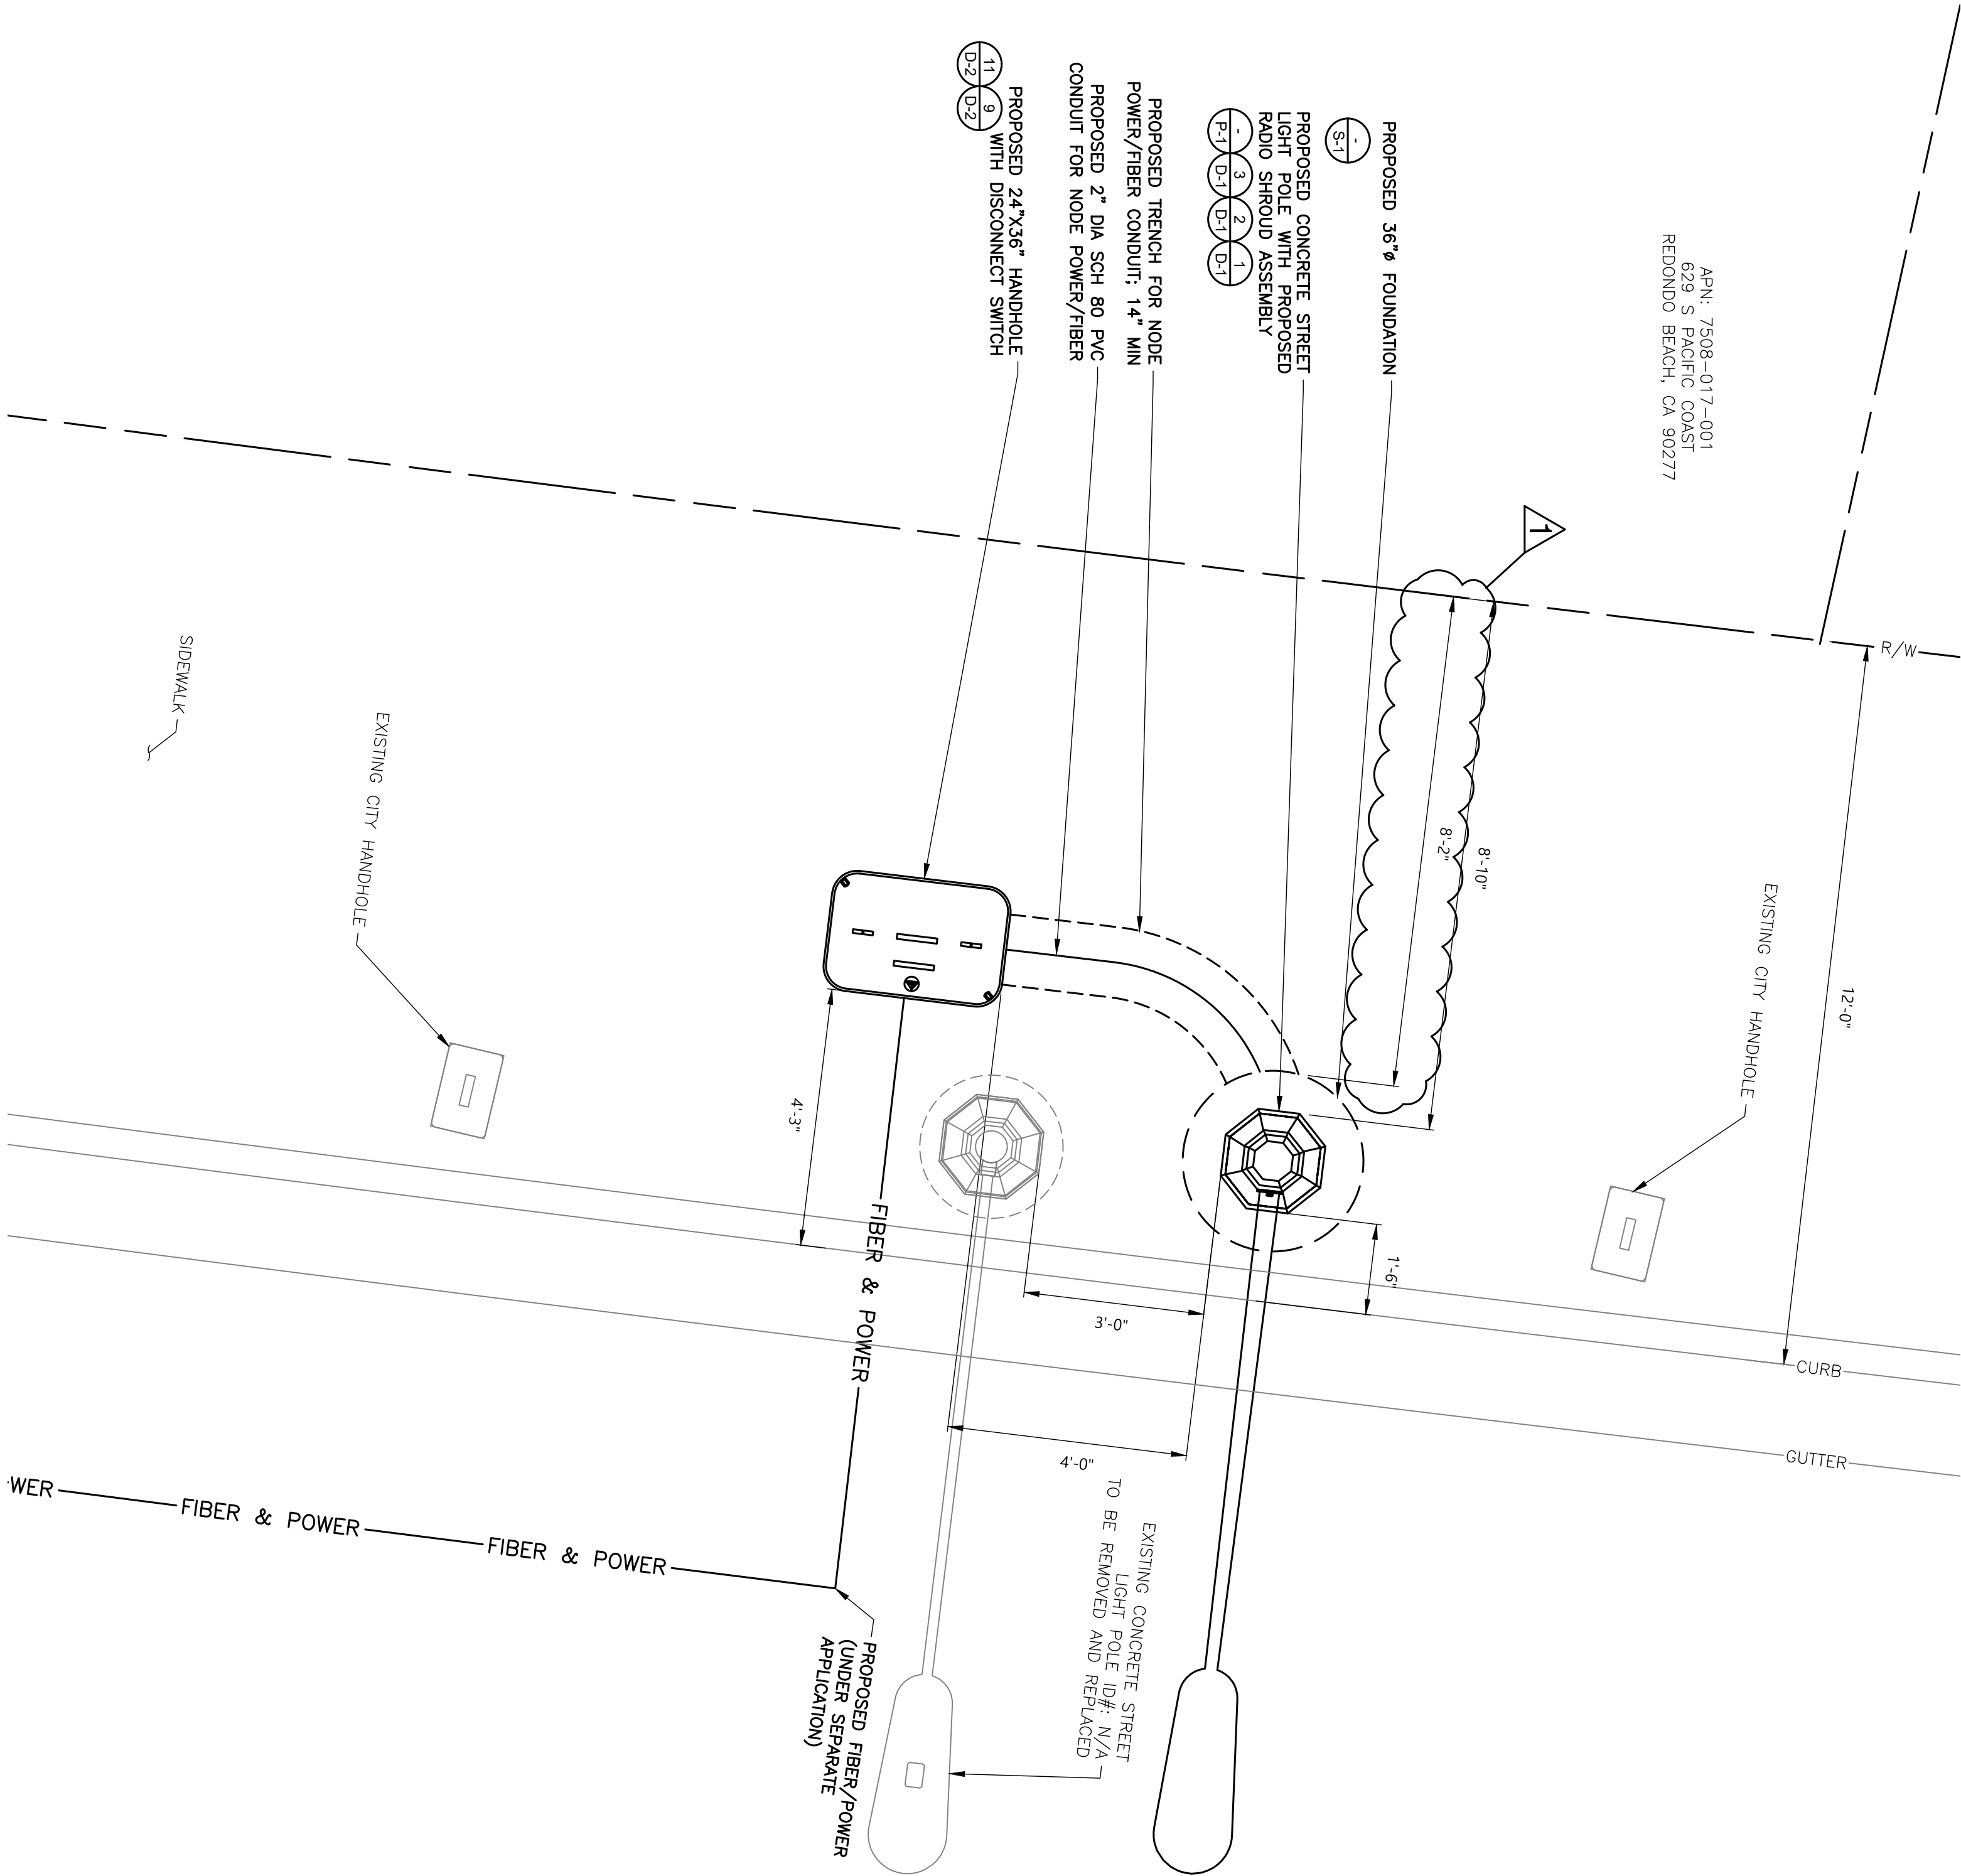 APN: 7508-017-001
629 S PACIFIC COAST
REDONDO BEACH, CA 90277
R/W
1
PROPOSED 36"ø FOUNDATION
-
S-1
PROPOSED CONCRETE STREET
LIGHT POLE WITH PROPOSED
RADIO SHROUD ASSEMBLY
- 3 2 1
P-1 D-1 D-1 D-1
PROPOSED TRENCH FOR NODE
POWER/FIBER CONDUIT; 14" MIN
PROPOSED 2" DIA SCH 80 PVC
CONDUIT FOR NODE POWER/FIBER
PROPOSED 24"X36" HANDHOLE
WITH DISCONNECT SWITCH
11 9
D-2 D-2
8'-10"
8'-2"
12'-0"
EXISTING CITY HANDHOLE
EXISTING CITY HANDHOLE
SIDEWALK
4'-3"
1'-6"
3'-0"
4'-0"
CURB
GUTTER
FIBER & POWER
EXISTING CONCRETE STREET
LIGHT POLE ID#: N/A
TO BE REMOVED AND REPLACED
PROPOSED FIBER/POWER
(UNDER SEPARATE
APPLICATION)
FIBER & POWER
FIBER & POWER
WER